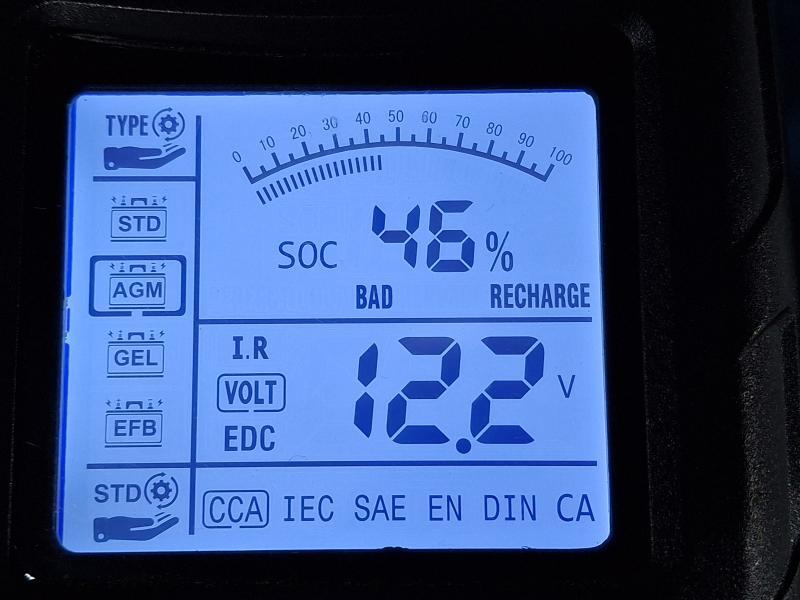 TYPE
0 10 20 30 40 50 60 70 80 90 100
STD
SOC 46%
AGM
BAD RECHARGE
GEL
I.R
VOLT 12.2 V
EFB
EDC
STD
CCA IEC SAE EN DIN CA